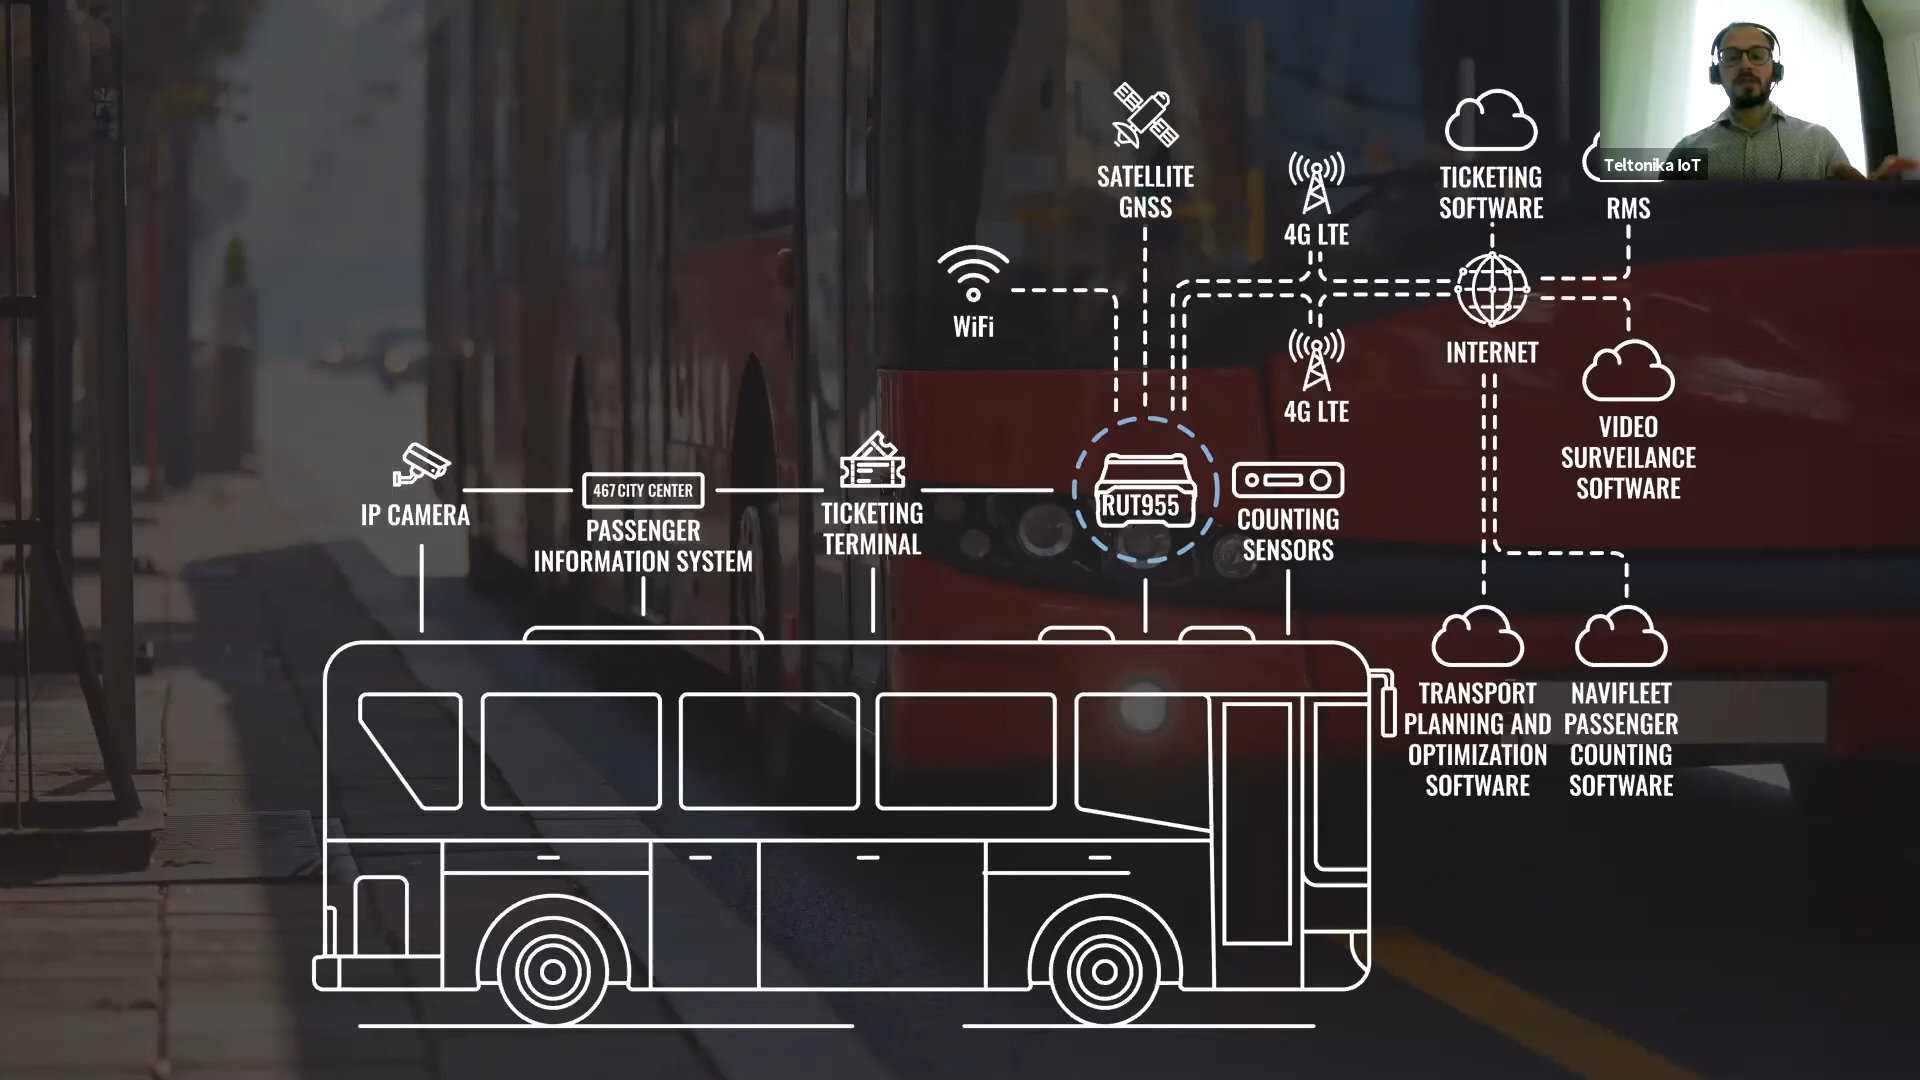 Teltonika IoT
SATELLITE
GNSS
4G LTE
TICKETING
SOFTWARE
RMS
WiFi
INTERNET
4G LTE
VIDEO
SURVEILANCE
SOFTWARE
IP CAMERA
467 CITY CENTER
PASSENGER
INFORMATION SYSTEM
TICKETING
TERMINAL
RUT955
COUNTING
SENSORS
TRANSPORT
PLANNING AND
OPTIMIZATION
SOFTWARE
NAVIFLEET
PASSENGER
COUNTING
SOFTWARE